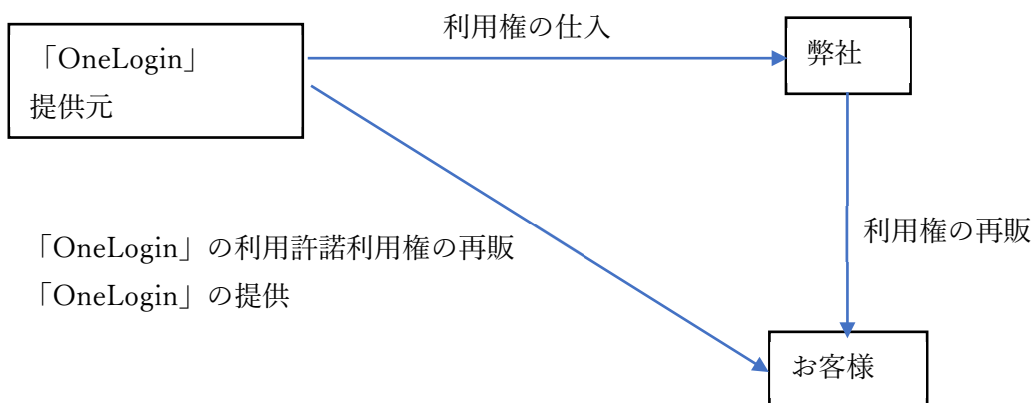 利用権の仕入
「OneLogin」
提供元
弊社
利用権の再販
「OneLogin」の利用許諾利用権の再販
「OneLogin」の提供
お客様